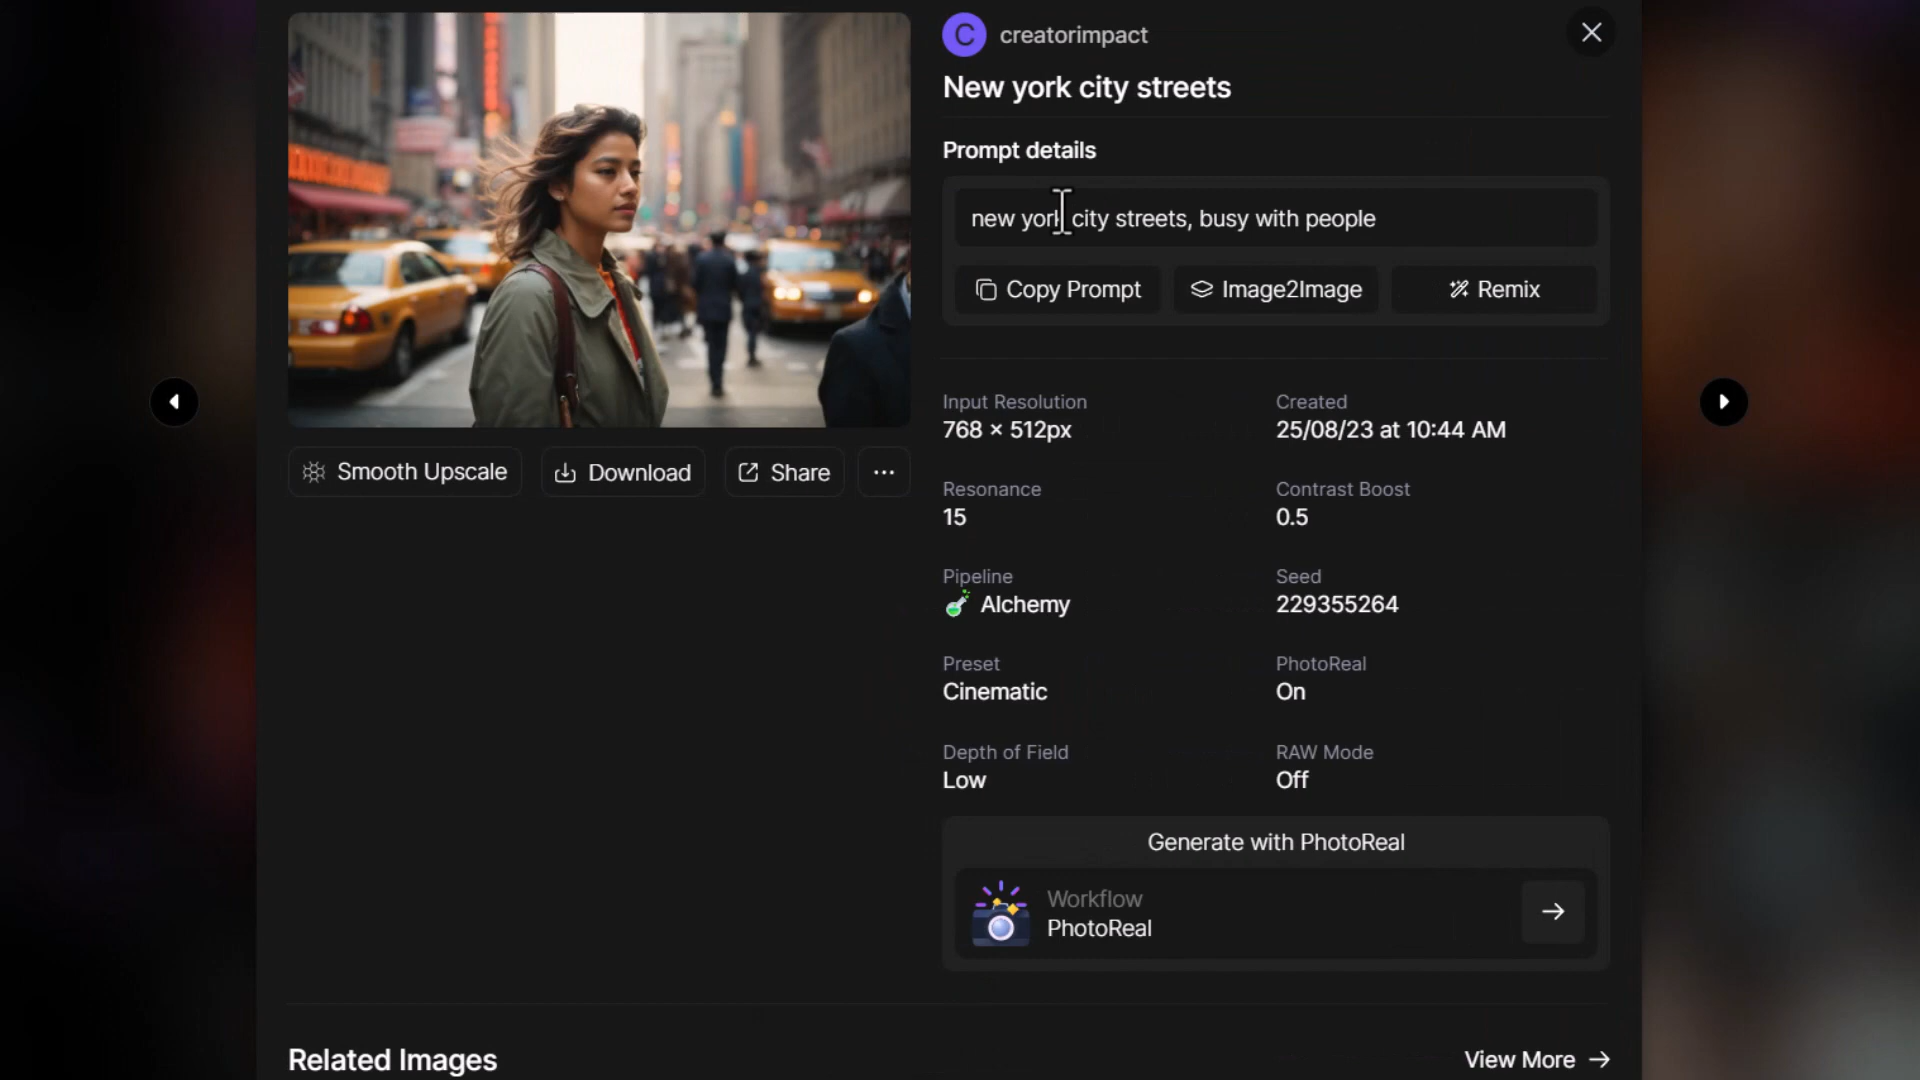 C creatorimpact
New york city streets
Prompt details
new york city streets, busy with people
Copy Prompt
Image2Image
Remix
Smooth Upscale
Download
Share
Input Resolution
768 × 512px
Created
25/08/23 at 10:44 AM
Resonance
15
Contrast Boost
0.5
Pipeline
Alchemy
Seed
229355264
Preset
Cinematic
PhotoReal
On
Depth of Field
Low
RAW Mode
Off
Generate with PhotoReal
Workflow
PhotoReal
Related Images
View More